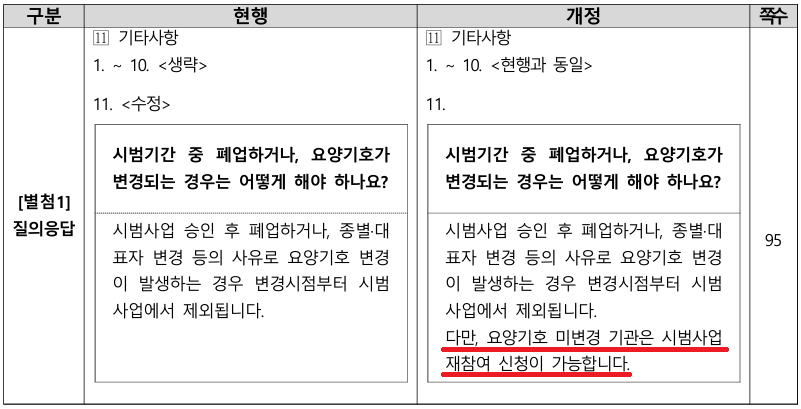 구분 현행 개정 쪽수
[별첨1]
질의응답
11 기타사항
1. ~ 10. <생략>
11. <수정>
시범기간 중 폐업하거나, 요양기호가
변경되는 경우는 어떻게 해야 하나요?
시범사업 승인 후 폐업하거나, 종별·대
표자 변경 등의 사유로 요양기호 변경
이 발생하는 경우 변경시점부터 시범
사업에서 제외됩니다.
11 기타사항
1. ~ 10. <현행과 동일>
11.
시범기간 중 폐업하거나, 요양기호가
변경되는 경우는 어떻게 해야 하나요?
시범사업 승인 후 폐업하거나, 종별·대
표자 변경 등의 사유로 요양기호 변경
이 발생하는 경우 변경시점부터 시범
사업에서 제외됩니다.
다만, 요양기호 미변경 기관은 시범사업
재참여 신청이 가능합니다.
95